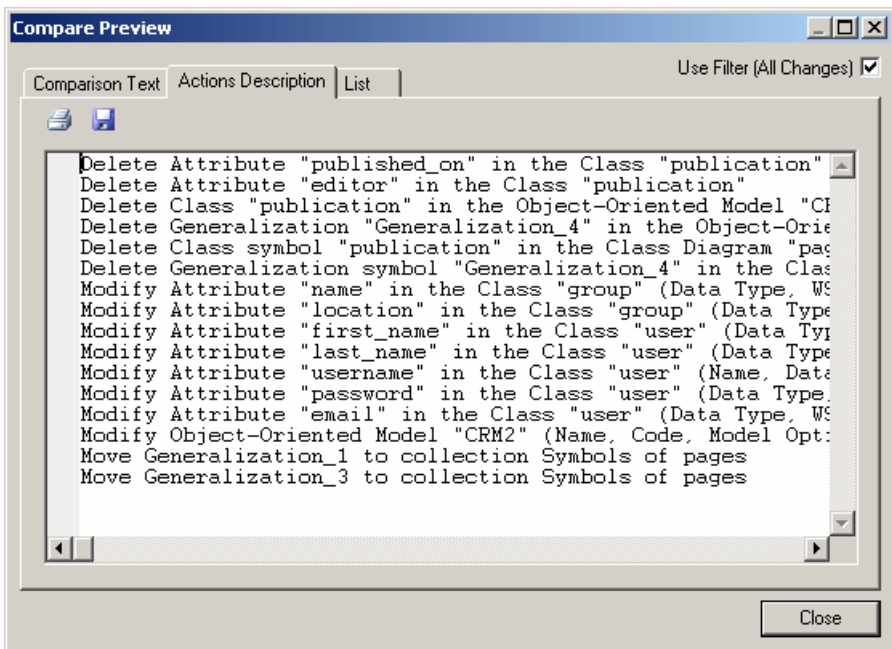 Compare Preview
Use Filter (All Changes)
Comparison Text
Actions Description
List
Delete Attribute "published_on" in the Class "publication"
Delete Attribute "editor" in the Class "publication"
Delete Class "publication" in the Object-Oriented Model
Delete Generalization "Generalization_4" in the
Delete Class symbol "publication" in the Class Diagram
Delete Generalization symbol "Generalization_4" in the
Modify Attribute "name" in the Class "group" (Data Type,
Modify Attribute "location" in the Class "group" (Data Type
Modify Attribute "first_name" in the Class "user" (Data
Modify Attribute "last_name" in the Class "user" (Data Type
Modify Attribute "username" in the Class "user" (Name, Data
Modify Attribute "password" in the Class "user" (Data Type,
Modify Attribute "email" in the Class "user" (Data Type,
Modify Object-Oriented Model "CRM2" (Name, Code, Model
Move Generalization_1 to collection Symbols of pages
Move Generalization_3 to collection Symbols of pages
Close